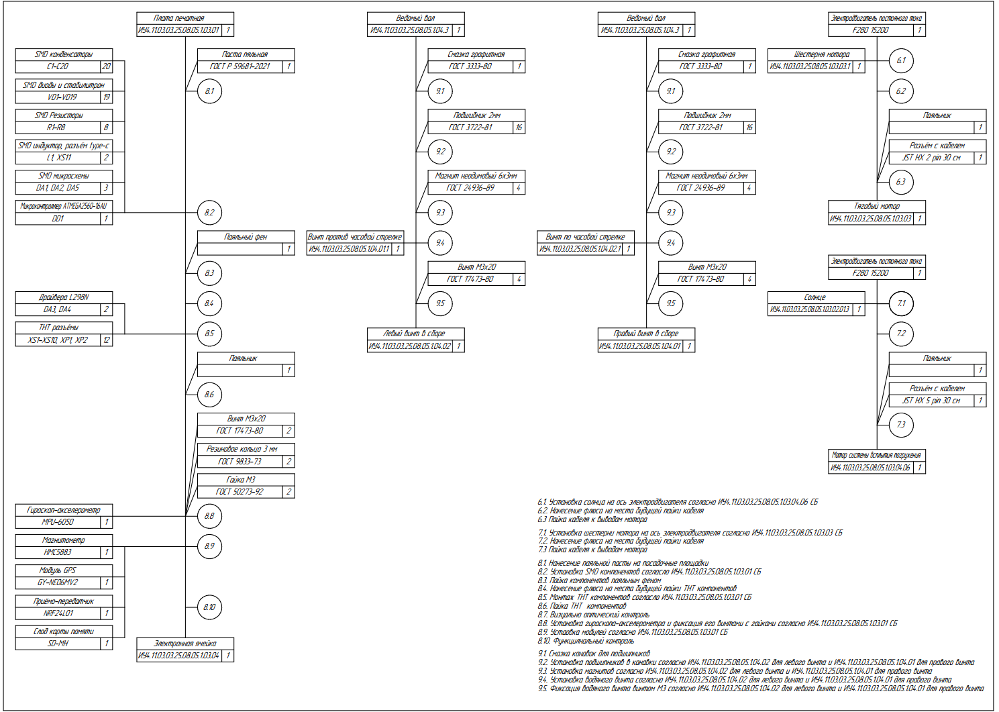 Плата печатная
ИУ4.11.03.03.25.08.05.1.03.01 1
SMD конденсаторы
C1-C20 20
SMD диоды и стабилитрон
VD1-VD19 19
SMD Резисторы
R1-R8 8
SMD индуктор, разъём type-c
L1, XS11 2
SMD микросхемы
DA1, DA2, DA5 3
Микроконтроллер ATMEGA2560-16AU
DD1 1
Паста пяльная
ГОСТ Р 59681-2021 1
8.1
8.2
Паяльный фен
1
8.3
Драйвера L298N
DA3, DA4 2
8.4
THT разъёмы
XS1-XS10, XP1, XP2 12
8.5
Паяльник
1
8.6
Винт М3х20
ГОСТ 17473-80 2
Резиновое кольцо 3 мм
ГОСТ 9833-73 2
Гайка М3
ГОСТ 50273-92 2
Гироскоп-акселерометр
MPU-6050 1
8.8
Магнитометр
HMC5883 1
8.9
Модуль GPS
GY-NEO6MV2 1
Приёмо-передатчик
NRF24L01 1
8.10
Слод карты памяти
SD-MH 1
Электронная ячейка
ИУ4.11.03.03.25.08.05.1.03.04 1
Ведомый вал
ИУ4.11.03.03.25.08.05.1.04.3 1
Смазка графитная
ГОСТ 3333-80 1
9.1
Подшибник 2мм
ГОСТ 3722-81 16
9.2
Магнит неодимовый 6х3мм
ГОСТ 24936-89 4
9.3
Винт против часовой стрелке
ИУ4.11.03.03.25.08.05.1.04.01.1 1
9.4
Винт М3х20
ГОСТ 17473-80 4
9.5
Левый винт в сборе
ИУ4.11.03.03.25.08.05.1.04.02 1
Ведомый вал
ИУ4.11.03.03.25.08.05.1.04.3 1
Смазка графитная
ГОСТ 3333-80 1
9.1
Подшибник 2мм
ГОСТ 3722-81 16
9.2
Магнит неодимовый 6х3мм
ГОСТ 24936-89 4
9.3
Винт по часовой стрелке
ИУ4.11.03.03.25.08.05.1.04.02.1 1
9.4
Винт М3х20
ГОСТ 17473-80 4
9.5
Правый винт в сборе
ИУ4.11.03.03.25.08.05.1.04.01 1
Электродвигатель постояного тока
F280 15200 1
Шестерня мотора
ИУ4.11.03.03.25.08.05.1.03.03.1 1
6.1
6.2
Паяльник
1
Разъём с кабелем
JST HX 2 pin 30 см 1
6.3
Тяговый мотор
ИУ4.11.03.03.25.08.05.1.03.03 1
Электродвигатель постояного тока
F280 15200 1
Солнце
ИУ4.11.03.03.25.08.05.1.03.02.01.3 1
7.1
7.2
Паяльник
1
Разъём с кабелем
JST HX 5 pin 30 см 1
7.3
Мотор системы всплытия погружения
ИУ4.11.03.03.25.08.05.1.03.04.06 1
6.1. Установка солнца на ось электродвигателя согласно ИУ4.11.03.03.25.08.05.1.03.04.06 СБ
6.2. Нанесение флюса на места будущей пайки кабеля
6.3 Пайка кабеля к выводам мотора
7.1. Установка шестерни мотора на ось электродвигателя согласно ИУ4.11.03.03.25.08.05.1.03.03 СБ
7.2. Нанесение флюса на места будущей пайки кабеля
7.3 Пайка кабеля к выводам мотора
8.1. Нанесение паяльной пасты на посадочные площадки
8.2. Установка SMD компонентов согласло ИУ4.11.03.03.25.08.05.1.03.01 СБ
8.3. Пайка компонентов паяльным феном
8.4. Нанесение флюса на места будущей пайки THT компонентов
8.5. Монтаж THT компонентов согласло ИУ4.11.03.03.25.08.05.1.03.01 СБ
8.6. Пайка THT компонентов
8.7. Визуально оптический контроль
8.8. Установка гироскопа-акселерометра и фиксация его винтами с гайками согласно ИУ4.11.03.03.25.08.05.1.03.01 СБ
8.9. Устаовка модулей согласно ИУ4.11.03.03.25.08.05.1.03.01 СБ
8.10. Функцилнальный контроль
9.1. Смазка канавок для подшипников
9.2. Установка подшпников в канавки согласно ИУ4.11.03.03.25.08.05.1.04.02 для левого винта и ИУ4.11.03.03.25.08.05.1.04.01 для правого винта
9.3. Установка магнитов согласно ИУ4.11.03.03.25.08.05.1.04.02 для левого винта и ИУ4.11.03.03.25.08.05.1.04.01 для правого винта
9.4. Установка водяного винта согласно ИУ4.11.03.03.25.08.05.1.04.02 для левого винта и ИУ4.11.03.03.25.08.05.1.04.01 для правого винта
9.5. Фиксация водяного винта винтом М3 согласно ИУ4.11.03.03.25.08.05.1.04.02 для левого винта и ИУ4.11.03.03.25.08.05.1.04.01 для правого винта